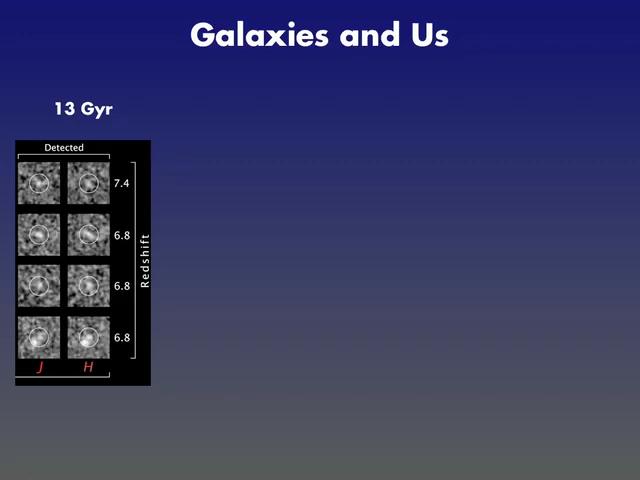 Galaxies and Us
13 Gyr
Detected
7.4
6.8
6.8
6.8
Redshift
J H